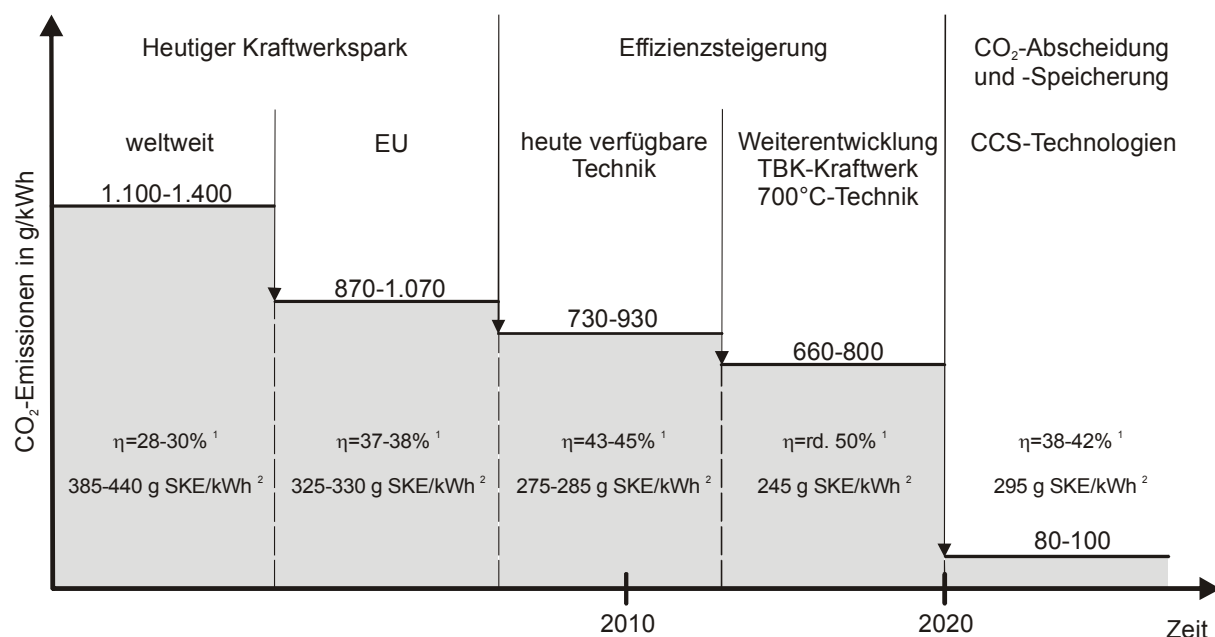 Heutiger Kraftwerkspark
Effizienzsteigerung
CO₂-Abscheidung
und -Speicherung
weltweit
EU
heute verfügbare
Technik
Weiterentwicklung
TBK-Kraftwerk
700°C-Technik
CCS-Technologien
CO₂-Emissionen in g/kWh
1.100-1.400
870-1.070
730-930
660-800
80-100
η=28-30% ¹
η=37-38% ¹
η=43-45% ¹
η=rd. 50% ¹
η=38-42% ¹
385-440 g SKE/kWh ²
325-330 g SKE/kWh ²
275-285 g SKE/kWh ²
245 g SKE/kWh ²
295 g SKE/kWh ²
2010
2020
Zeit